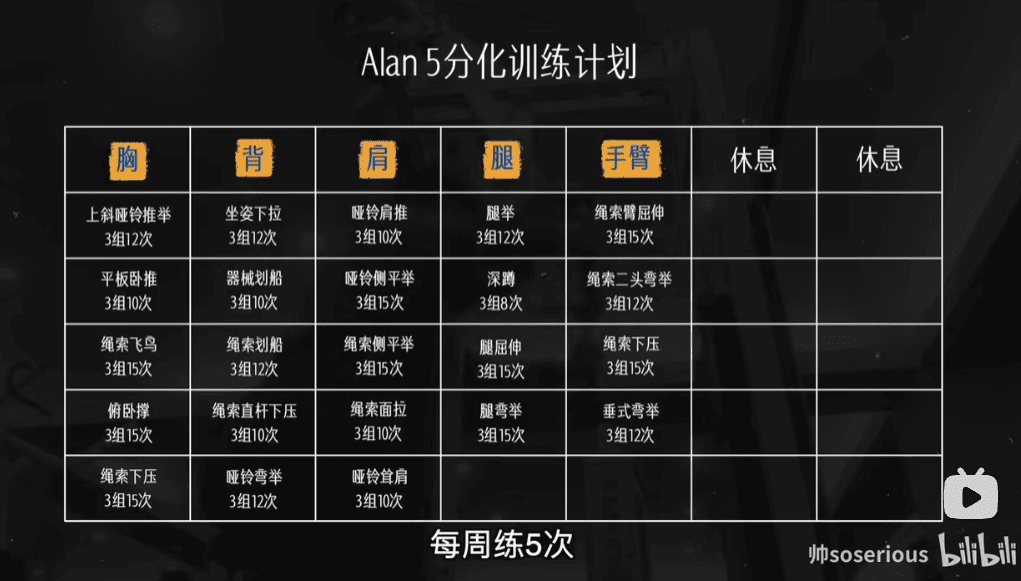 Alan 5分化训练计划
胸 背 肩 腿 手臂 休息 休息
上斜哑铃推举 坐姿下拉 哑铃肩推 腿举 绳索臂屈伸
3组12次 3组12次 3组10次 3组12次 3组15次
平板卧推 器械划船 哑铃侧平举 深蹲 绳索二头弯举
3组10次 3组10次 3组15次 3组8次 3组12次
绳索飞鸟 绳索划船 绳索侧平举 腿屈伸 绳索下压
3组15次 3组12次 3组15次 3组15次 3组15次
俯卧撑 绳索直杆下压 绳索面拉 腿弯举 垂式弯举
3组15次 3组10次 3组10次 3组15次 3组12次
绳索下压 哑铃弯举 哑铃耸肩
3组15次 3组12次 3组10次
每周练5次
帅soserious bilibili